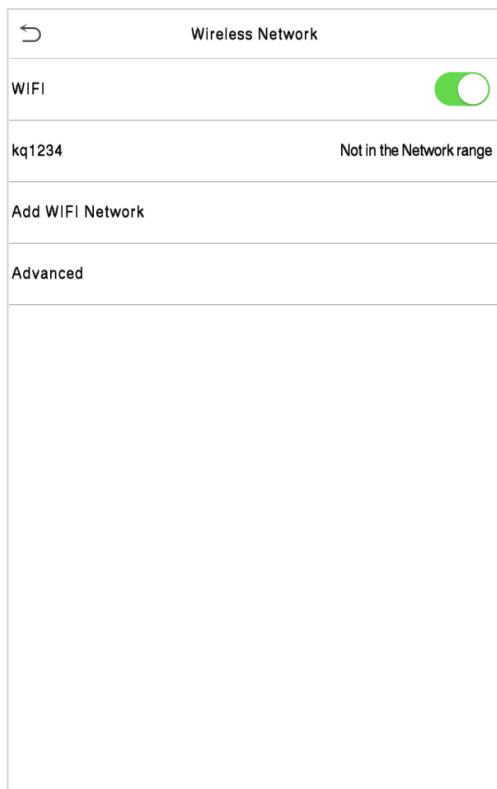 Wireless Network
WIFI
kq1234 Not in the Network range
Add WIFI Network
Advanced